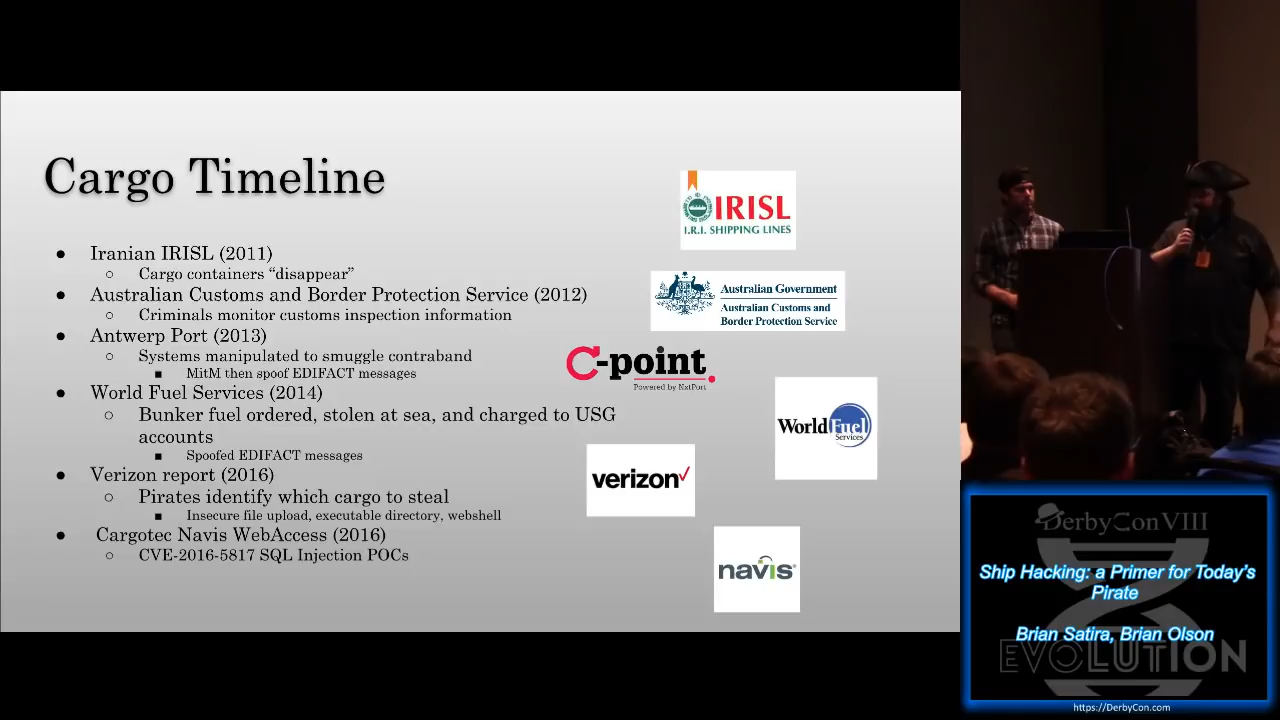 Cargo Timeline
Iranian IRISL (2011)
Cargo containers “disappear”
Australian Customs and Border Protection Service (2012)
Criminals monitor customs inspection information
Antwerp Port (2013)
Systems manipulated to smuggle contraband
MitM then spoof EDIFACT messages
World Fuel Services (2014)
Bunker fuel ordered, stolen at sea, and charged to USG
accounts
Spoofed EDIFACT messages
Verizon report (2016)
Pirates identify which cargo to steal
Insecure file upload, executable directory, webshell
Cargotec Navis WebAccess (2016)
CVE-2016-5817 SQL Injection POCs
IRISL
I.R.I. SHIPPING LINES
Australian Government
Australian Customs and
Border Protection Service
C-point.
Powered by NxtPort
World Fuel
Services
verizon✓
navis®
DerbyCon VIII
Ship Hacking: a Primer for Today’s
Pirate
Brian Satira, Brian Olson
EVOLUTION
https://DerbyCon.com